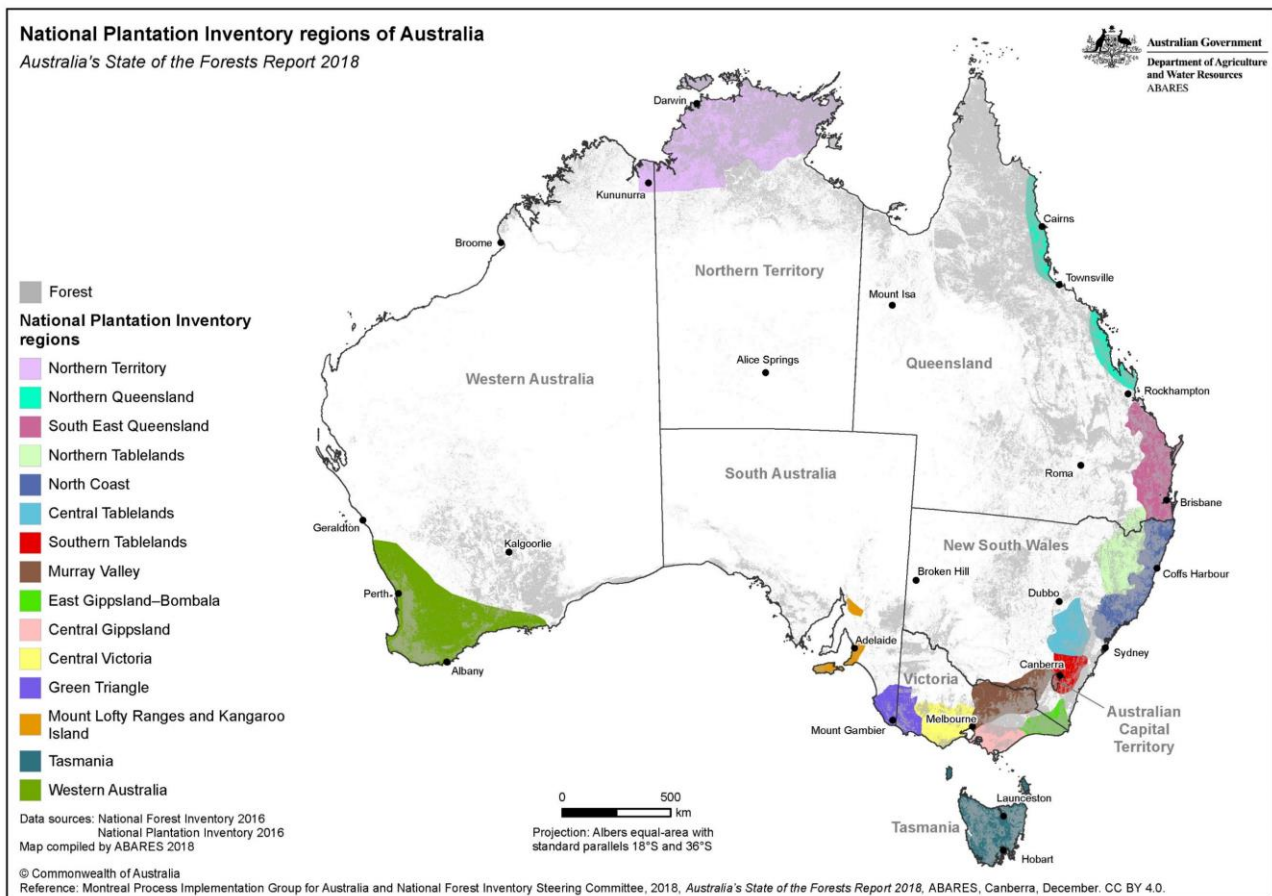 National Plantation Inventory regions of Australia
Australia's State of the Forests Report 2018
Australian Government
Department of Agriculture
and Water Resources
ABARES
Darwin
Kununurra
Cairns
Broome
Northern Territory
Townsville
Mount Isa
Forest
National Plantation Inventory
regions
Northern Territory
Northern Queensland
South East Queensland
Northern Tablelands
North Coast
Central Tablelands
Southern Tablelands
Murray Valley
East Gippsland–Bombala
Central Gippsland
Central Victoria
Green Triangle
Mount Lofty Ranges and Kangaroo
Island
Tasmania
Western Australia
Alice Springs
Queensland
Western Australia
Rockhampton
South Australia
Roma
Brisbane
Geraldton
Kalgoorlie
New South Wales
Broken Hill
Coffs Harbour
Perth
Dubbo
Adelaide
Sydney
Albany
Canberra
Victoria
Melbourne
Mount Gambier
Australian
Capital
Territory
Launceston
Tasmania
Hobart
0 500
km
Projection: Albers equal-area with
standard parallels 18°S and 36°S
Data sources: National Forest Inventory 2016
National Plantation Inventory 2016
Map compiled by ABARES 2018
© Commonwealth of Australia
Reference: Montreal Process Implementation Group for Australia and National Forest Inventory Steering Committee, 2018, Australia's State of the Forests Report 2018, ABARES, Canberra, December. CC BY 4.0.